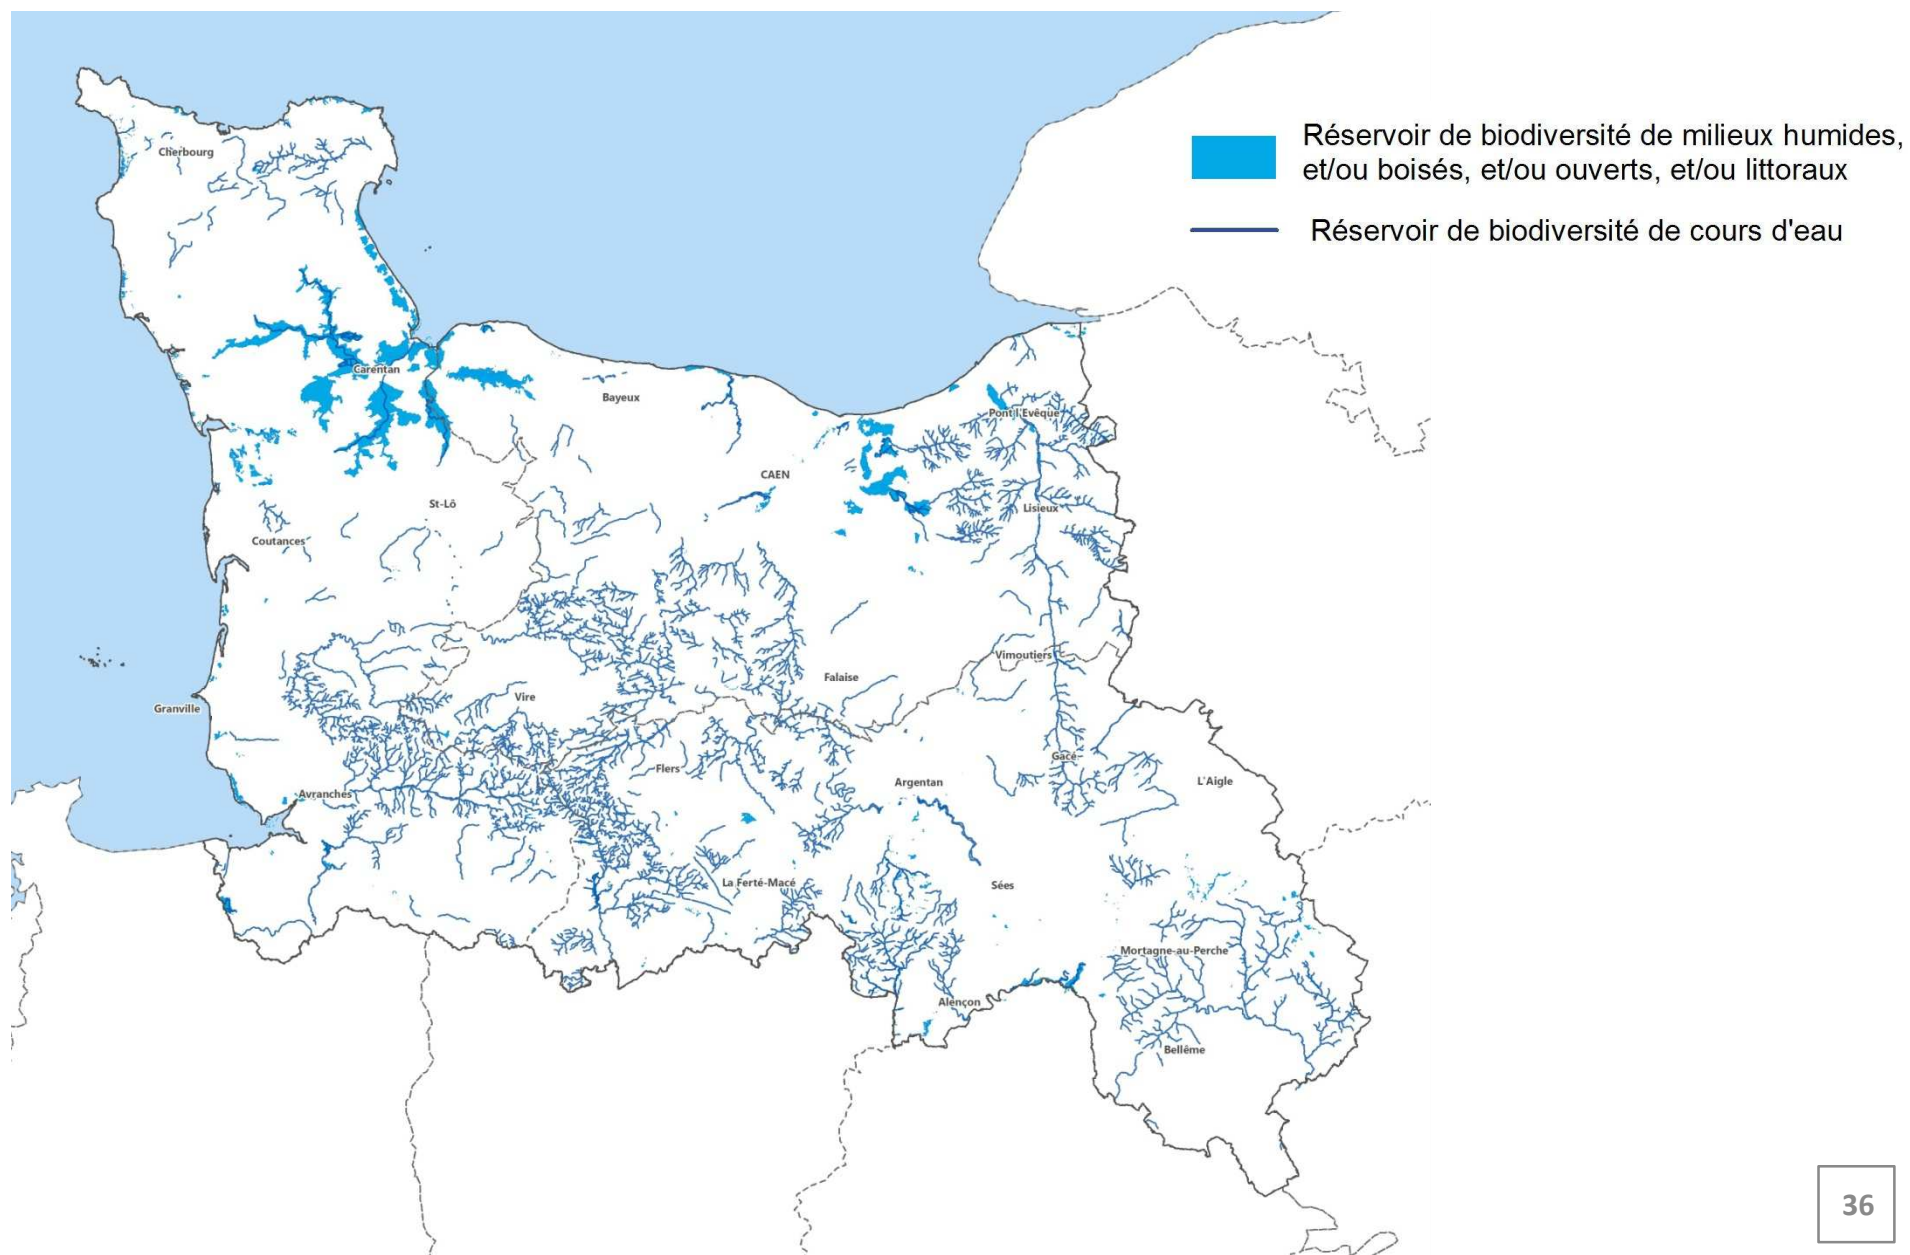 Réservoir de biodiversité de milieux humides,
et/ou boisés, et/ou ouverts, et/ou littoraux
Réservoir de biodiversité de cours d'eau
Cherbourg
Carentan
Bayeux
Pont l'Evêque
CAEN
St-Lô
Lisieux
Coutances
Vimoutiers
Falaise
Vire
Granville
Gacé
Flers
Argentan
L'Aigle
Avranches
La Ferté-Macé
Sées
Mortagne-au-Perche
Alençon
Bellême
36